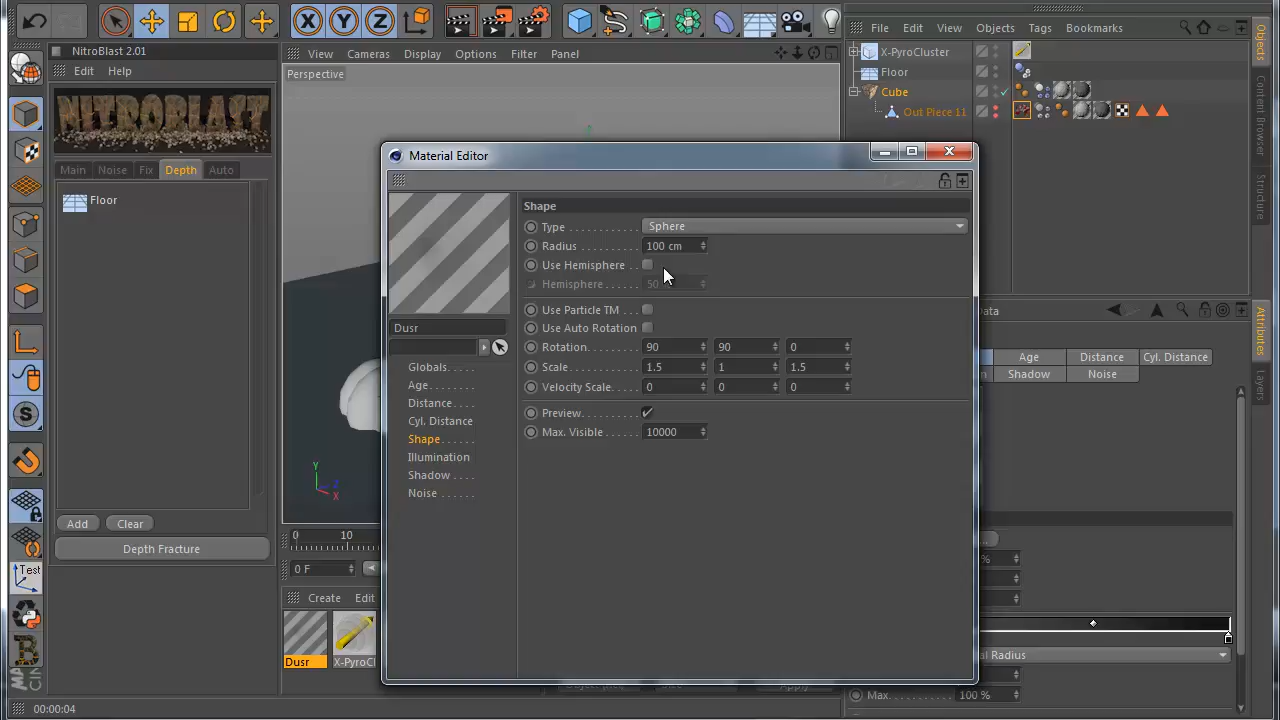 NitroBlast 2.01
Edit Help
NITROBLAST
Main Noise Fix Depth Auto
Floor
Add Clear
Depth Fracture
View Cameras Display Options Filter Panel
Perspective
File Edit View Objects Tags Bookmarks
X-PyroCluster
Floor
Cube
Out Piece 11
Objects
Content Browser
Structure
Material Editor
Shape
Type Sphere
Radius 100 cm
Use Hemisphere
Hemisphere 50
Use Particle TM
Use Auto Rotation
Rotation 90 90 0
Scale 1.5 1 1.5
Velocity Scale 0 0 0
Preview
Max. Visible 10000
Dusr
Globals
Age
Distance
Cyl. Distance
Shape
Illumination
Shadow
Noise
Y
Z
X
0 10
0 F
Create Edit
Dusr X-PyroCl
Test
00:00:04
Data
Age Distance Cyl. Distance
Shadow Noise
Attributes
Layers
%
al Radius
Max. 100 %
X Y Z